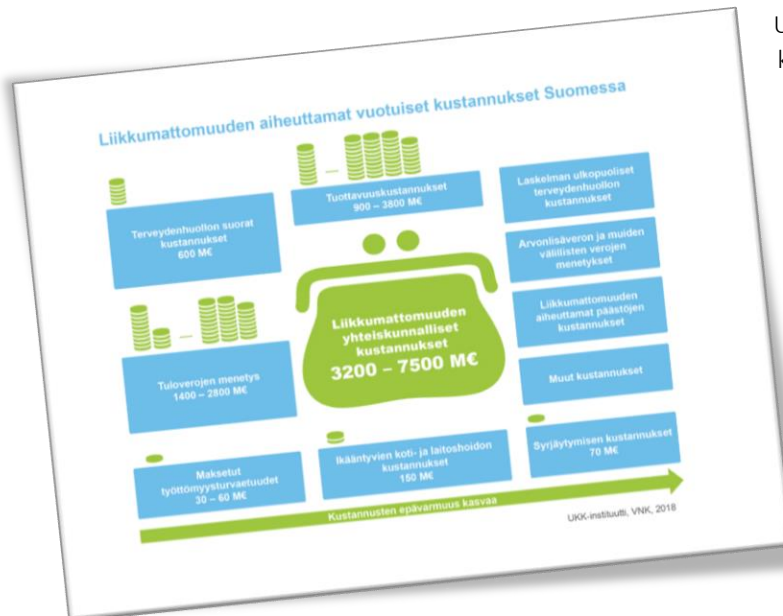 Liikkumattomuuden aiheuttamat vuotuiset kustannukset Suomessa
Terveydenhuollon suorat
kustannukset
600 M€
Tuottavuuskustannukset
900 – 3800 M€
Laskelman ulkopuoliset
terveydenhuollon
kustannukset
Arvonlisäveron ja muiden
välillisten verojen
menetykset
Liikkumattomuuden
aiheuttamat päästöjen
kustannukset
Muut kustannukset
Liikkumattomuuden
yhteiskunnalliset
kustannukset
3200 – 7500 M€
Tuloverojen menetys
1400 – 2800 M€
Maksetut
työttömyysturvaetuudet
30 – 60 M€
Ikääntyvien koti- ja laitoshoidon
kustannukset
150 M€
Syrjäytymisen kustannukset
70 M€
Kustannusten epävarmuus kasvaa
UKK-instituutti, VNK, 2018